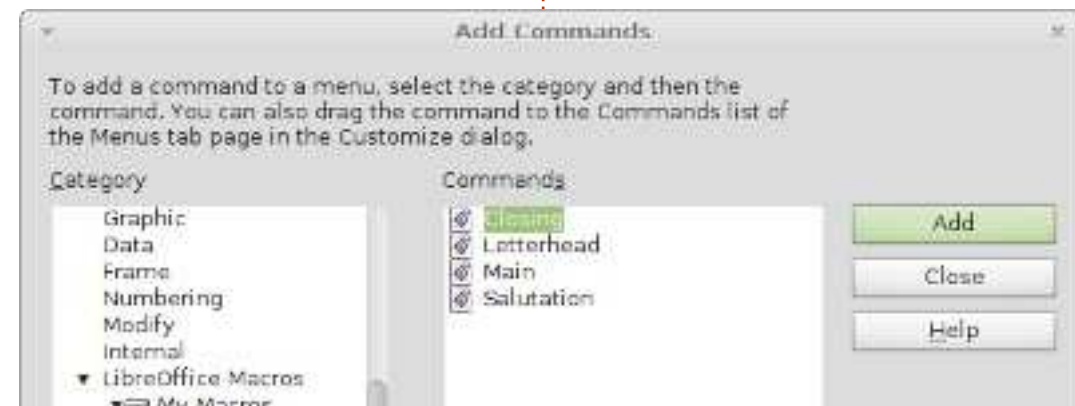 Add Commands
To add a command to a menu, select the category and then the
command. You can also drag the command to the Commands list of
the Menus tab page in the Customize dialog.
Category
Graphic
Data
Frame
Numbering
Modify
Internal
LibreOffice Macros
My Macros
Commands
Closing
Letterhead
Main
Salutation
Add
Close
Help